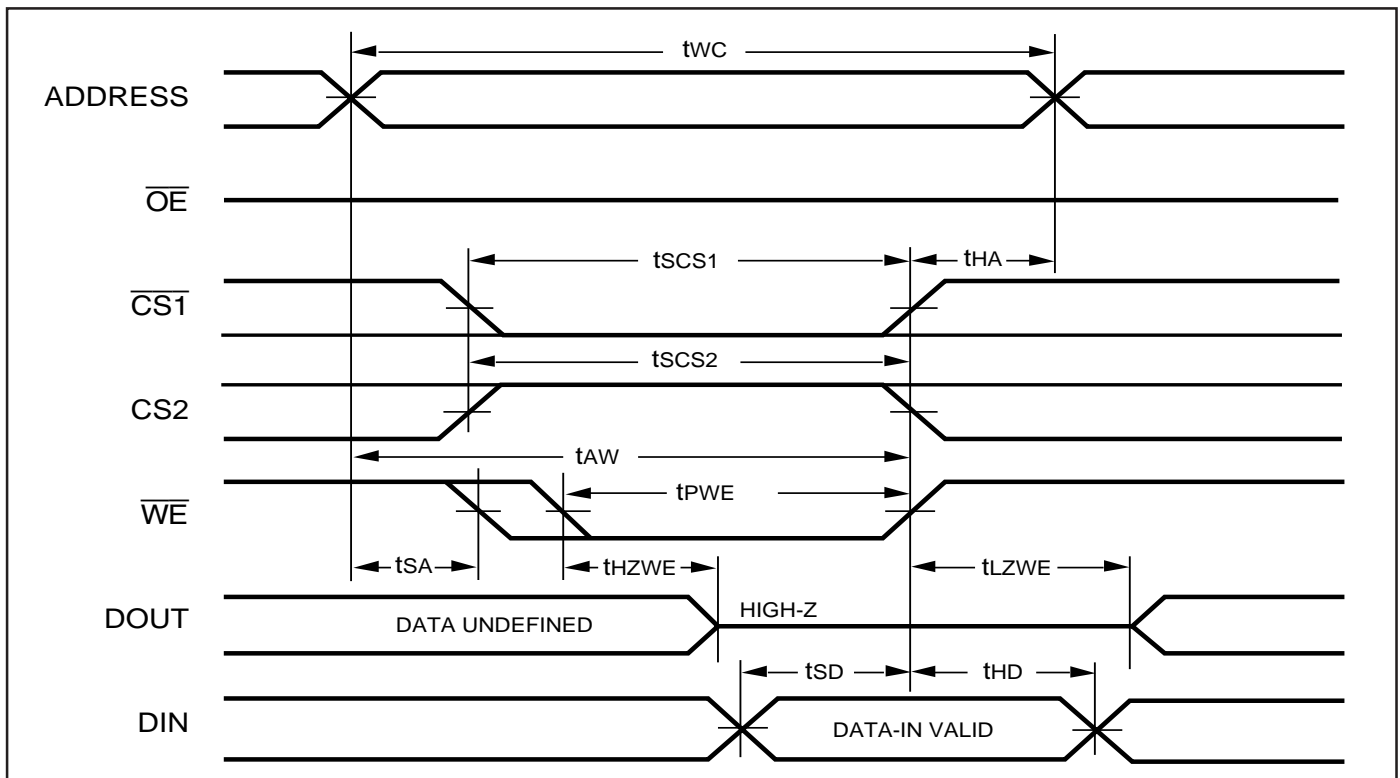 tWC
ADDRESS
OE
tSCS1
tHA
CS1
tSCS2
CS2
tAW
tPWE
WE
tSA
tHZWE
tLZWE
DOUT
DATA UNDEFINED
HIGH-Z
tSD
tHD
DIN
DATA-IN VALID